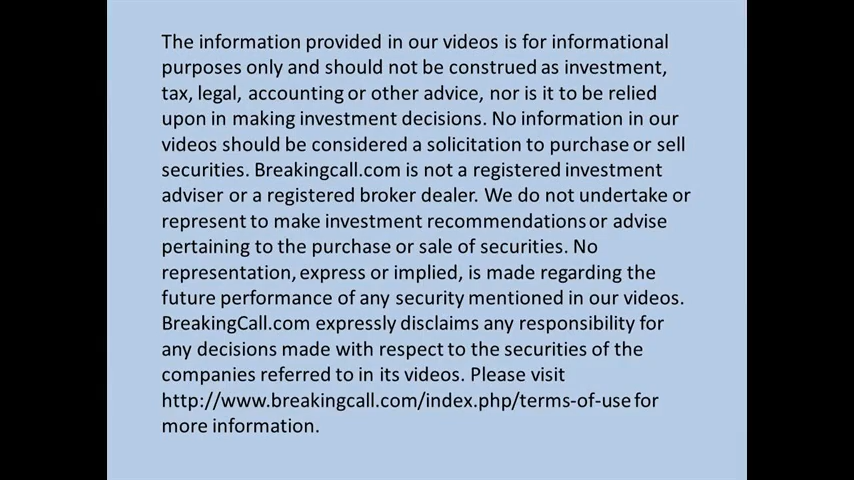 The information provided in our videos is for informational
purposes only and should not be construed as investment,
tax, legal, accounting or other advice, nor is it to be relied
upon in making investment decisions. No information in our
videos should be considered a solicitation to purchase or sell
securities. Breakingcall.com is not a registered investment
adviser or a registered broker dealer. We do not undertake or
represent to make investment recommendations or advise
pertaining to the purchase or sale of securities. No
representation, express or implied, is made regarding the
future performance of any security mentioned in our videos.
BreakingCall.com expressly disclaims any responsibility for
any decisions made with respect to the securities of the
companies referred to in its videos. Please visit
http://www.breakingcall.com/index.php/terms-of-use for
more information.